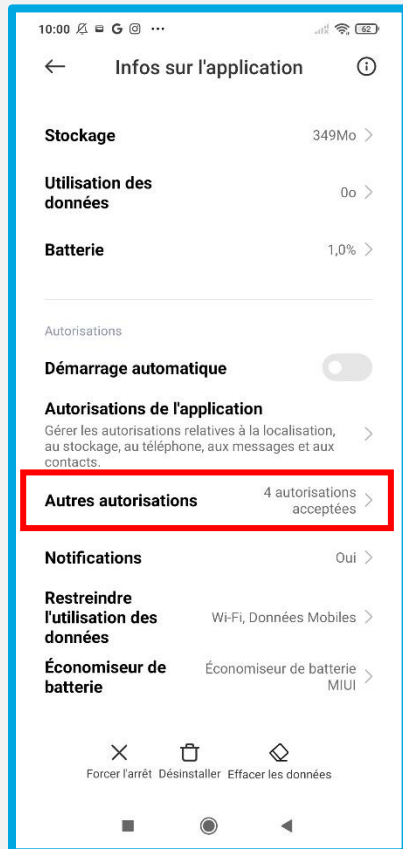 10:00 G ... 62
Infos sur l'application
Stockage 349Mo
Utilisation des
données 0o
Batterie 1,0%
Autorisations
Démarrage automatique
Autorisations de l'application
Gérer les autorisations relatives à la localisation,
au stockage, au téléphone, aux messages et aux
contacts.
Autres autorisations 4 autorisations
acceptées
Notifications Oui
Restreindre
l'utilisation des Wi-Fi, Données Mobiles
données
Économiseur de Économiseur de batterie
batterie MIUI
Forcer l'arrêt Désinstaller Effacer les données